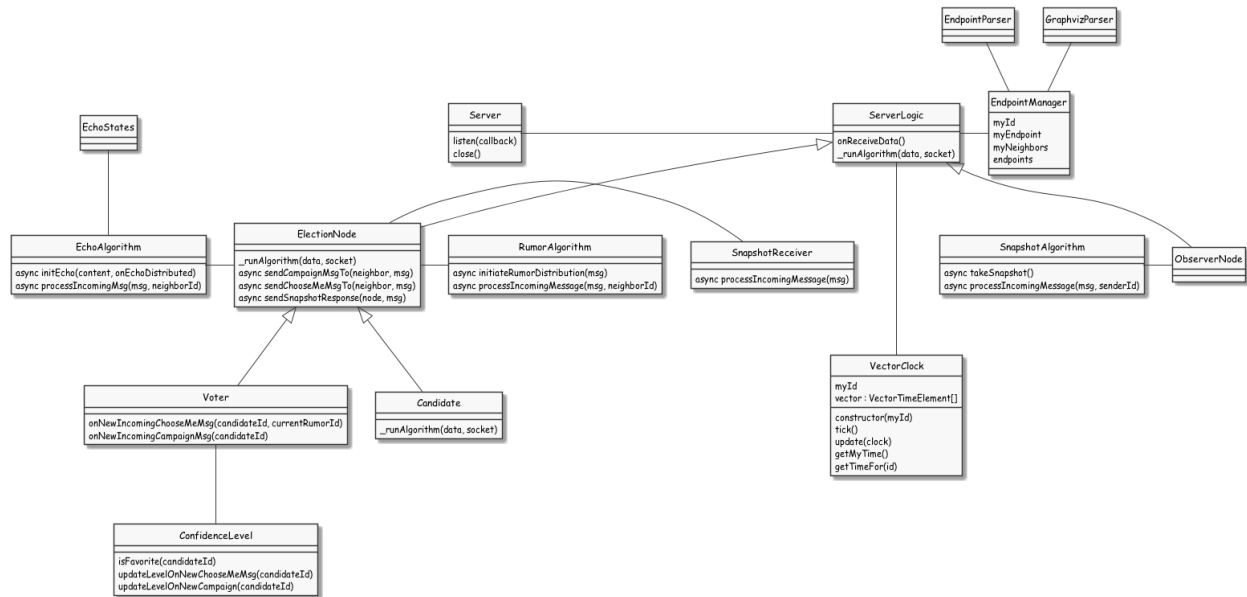 EndpointParser
GraphvizParser
EndpointManager
myId
myEndpoint
myNeighbors
endpoints
Server
listen(callback)
close()
ServerLogic
onReceiveData()
_runAlgorithm(data, socket)
EchoStates
EchoAlgorithm
async initEcho(content, onEchoDistributed)
async processIncomingMsg(msg, neighborId)
ElectionNode
_runAlgorithm(data, socket)
async sendCampaignMsgTo(neighbor, msg)
async sendChooseMeMsgTo(neighbor, msg)
async sendSnapshotResponse(node, msg)
RumorAlgorithm
async initiateRumorDistribution(msg)
async processIncomingMessage(msg, neighborId)
SnapshotReceiver
async processIncomingMessage(msg)
SnapshotAlgorithm
async takeSnapshot()
async processIncomingMessage(msg, senderId)
ObserverNode
Voter
onNewIncomingChooseMeMsg(candidateId, currentRumorId)
onNewIncomingCampaignMsg(candidateId)
Candidate
_runAlgorithm(data, socket)
VectorClock
myId
vector : VectorTimeElement[]
constructor(myId)
tick()
update(clock)
getMyTime()
getTimeFor(id)
ConfidenceLevel
isFavorite(candidateId)
updateLevelOnNewChooseMeMsg(candidateId)
updateLevelOnNewCampaign(candidateId)